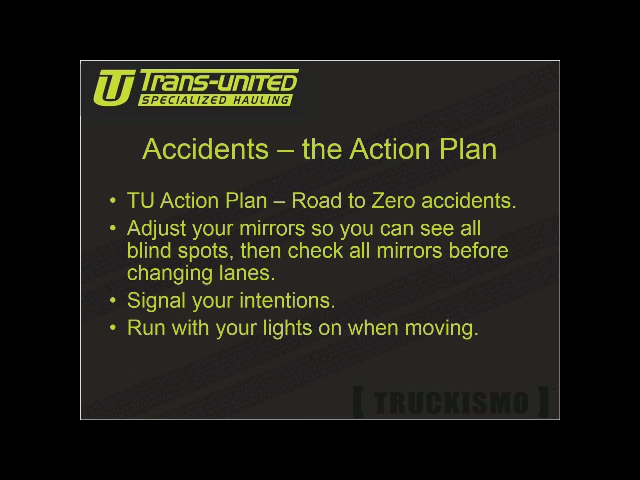 TU Trans-United
Specialized Hauling
Accidents – the Action Plan
• TU Action Plan – Road to Zero accidents.
• Adjust your mirrors so you can see all
blind spots, then check all mirrors before
changing lanes.
• Signal your intentions.
• Run with your lights on when moving.
[ TRUCKISMO ]